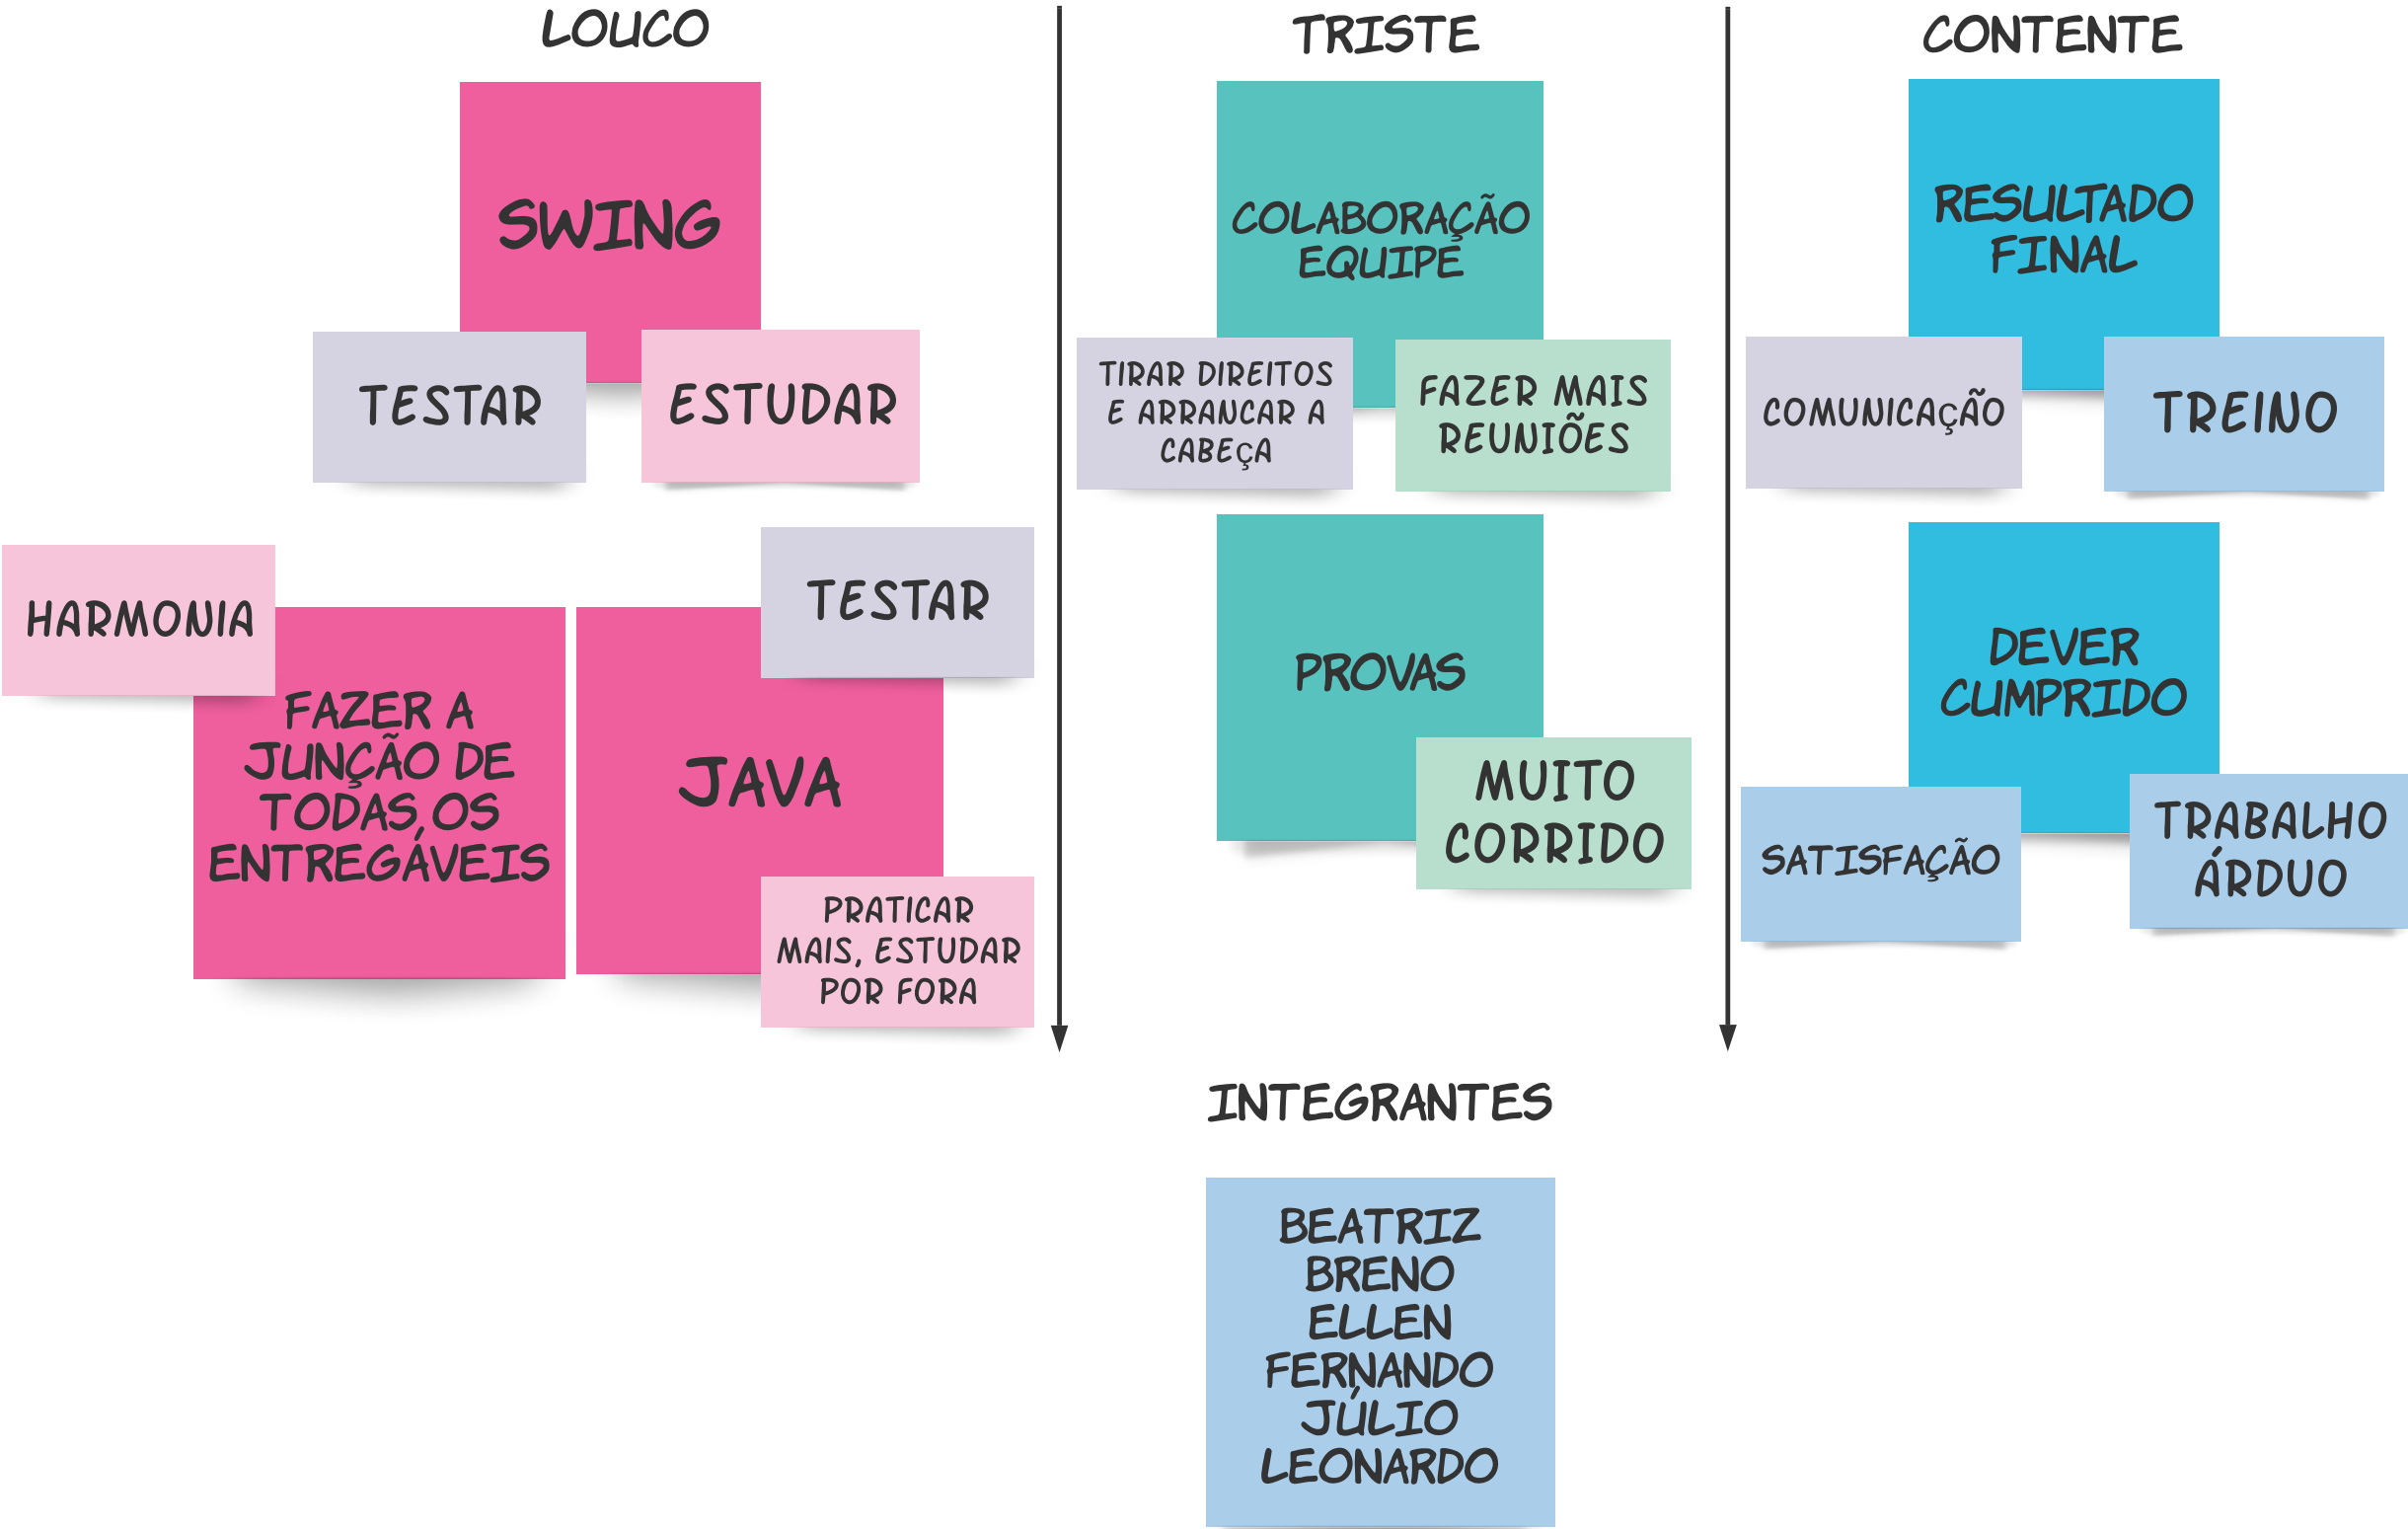 LOUCO
SWING
TESTAR
ESTUDAR
HARMONIA
FAZER A
JUNÇÃO DE
TODAS OS
ENTREGÁVEIS
TESTAR
JAVA
PRATICAR
MAIS, ESTUDAR
POR FORA
TRISTE
COLABORAÇÃO
EQUIPE
TIRAR DIREITOS
E ARRANCAR A
CABEÇA
FAZER MAIS
REUNIÕES
PROVAS
MUITO
CORRIDO
CONTENTE
RESULTADO
FINAL
COMUNICAÇÃO
TREINO
DEVER
CUMPRIDO
SATISFAÇÃO
TRABALHO
ÁRDUO
INTEGRANTES
BEATRIZ
BRENO
ELLEN
FERNANDO
JÚLIO
LEONARDO